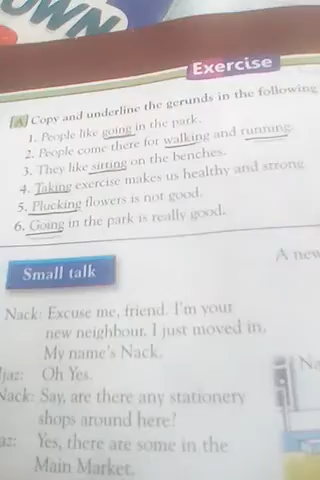 OWN
Exercise
A Copy and underline the gerunds in the following
1. People like going in the park.
2. People come there for walking and running.
3. They like sitting on the benches.
4. Taking exercise makes us healthy and strong
5. Plucking flowers is not good.
6. Going in the park is really good.
Small talk
A new
Nack: Excuse me, friend. I'm your
new neighbour. I just moved in.
My name's Nack.
jaz: Oh Yes.
Nack: Say, are there any stationery
shops around here?
az: Yes, there are some in the
Main Market.
Na